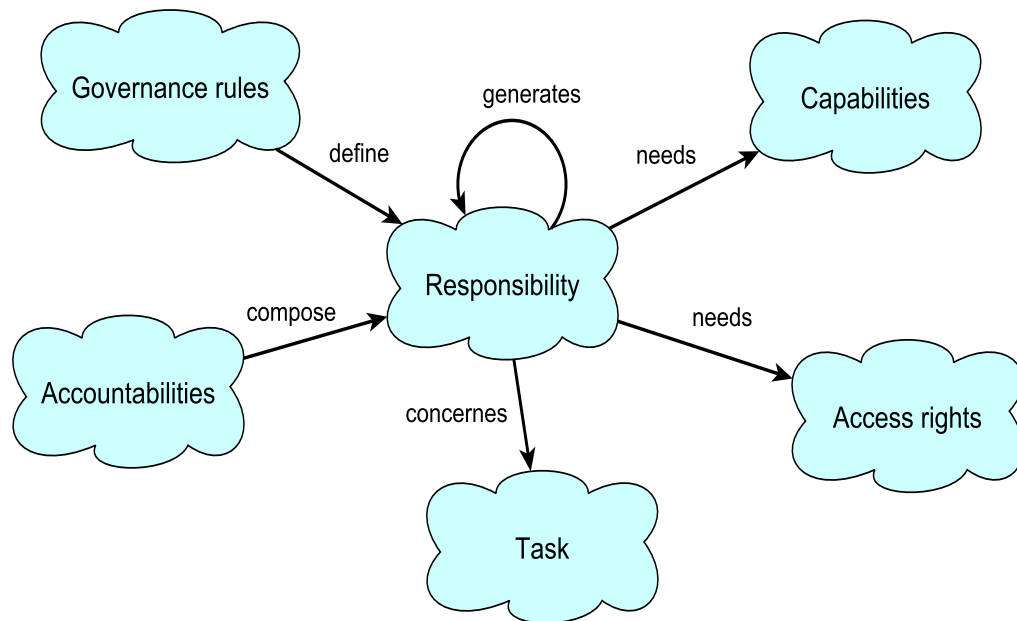 Governance rules
generates
Capabilities
define
needs
Responsibility
compose
needs
Accountabilities
concernes
Access rights
Task